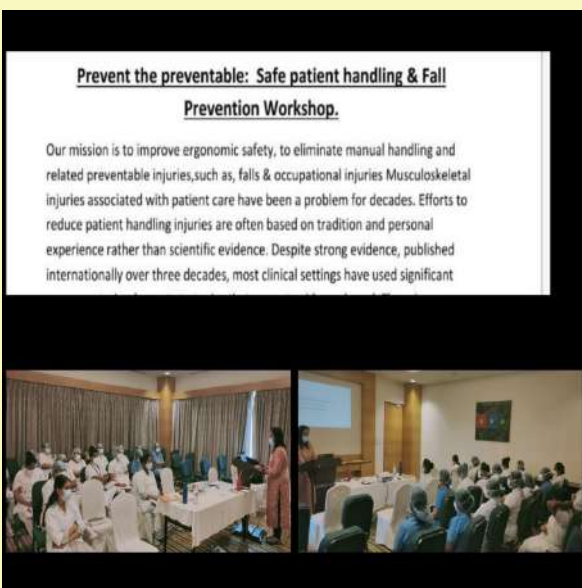 Prevent the preventable: Safe patient handling & Fall
Prevention Workshop.
Our mission is to improve ergonomic safety, to eliminate manual handling and
related preventable injuries,such as, falls & occupational injuries Musculoskeletal
injuries associated with patient care have been a problem for decades. Efforts to
reduce patient handling injuries are often based on tradition and personal
experience rather than scientific evidence. Despite strong evidence, published
internationally over three decades, most clinical settings have used significant